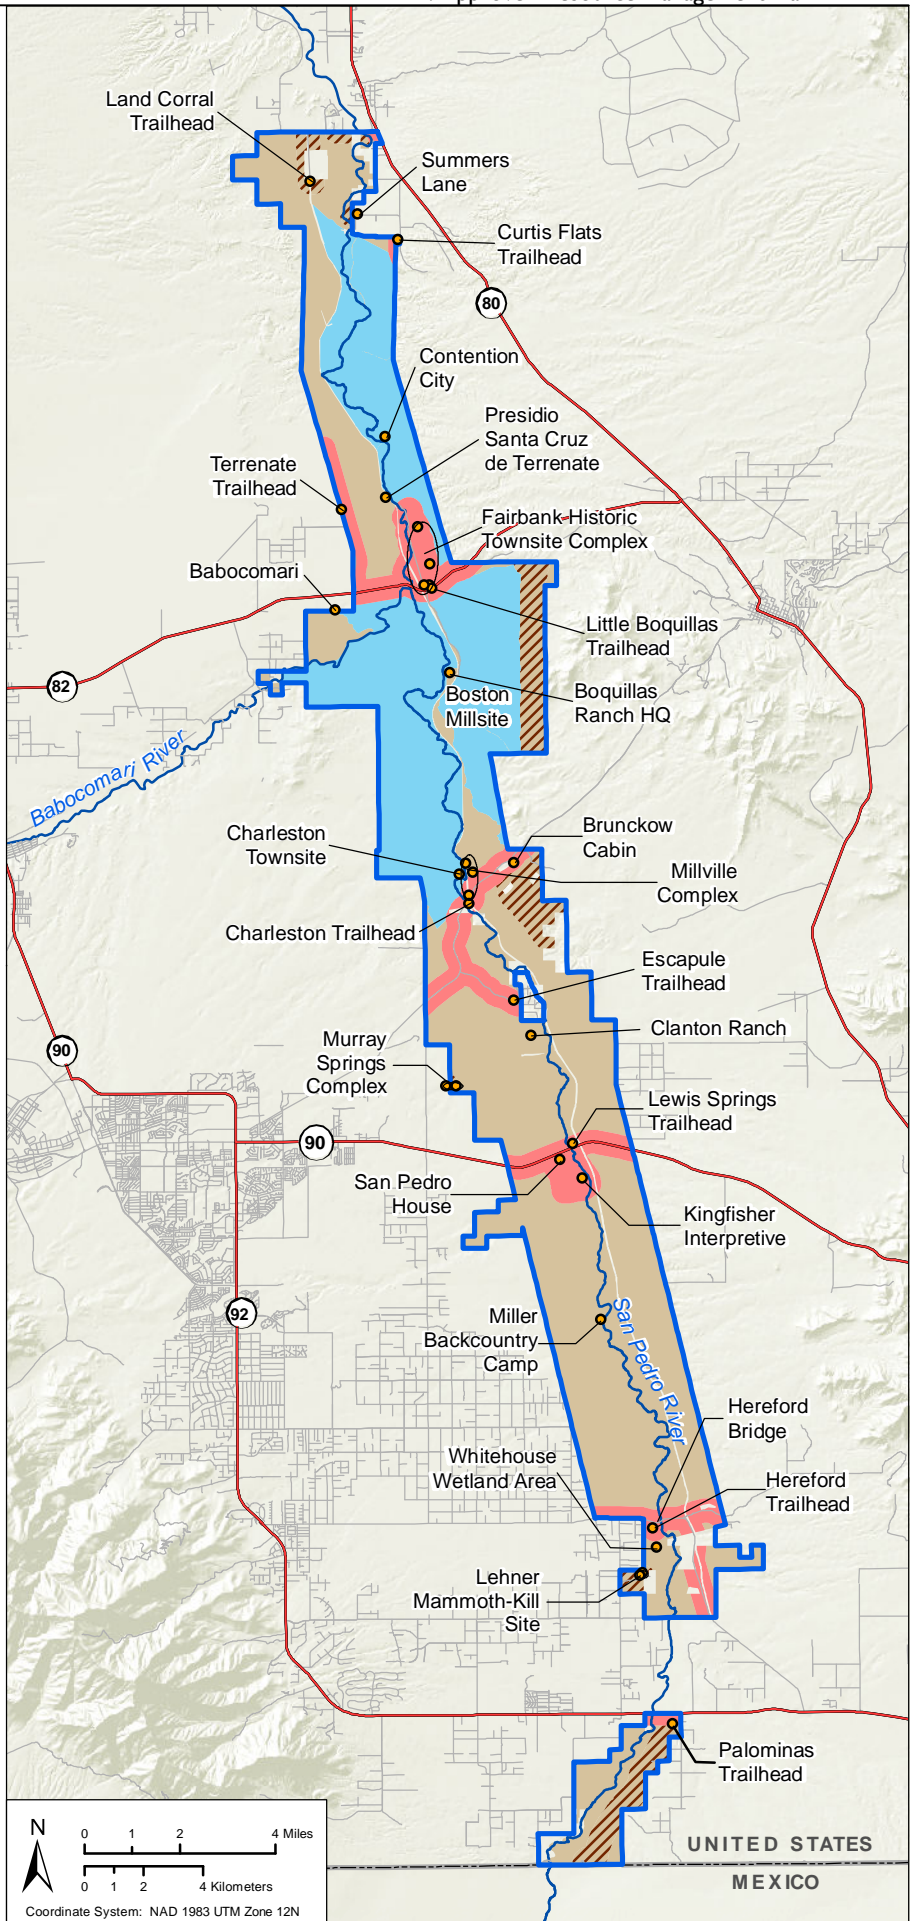 Land Corral
Trailhead
Summers
Lane
Curtis Flats
Trailhead
80
Contention
City
Presidio
Santa Cruz
de Terrenate
Terrenate
Trailhead
Fairbank Historic
Townsite Complex
Babocomari
Little Boquillas
Trailhead
82
Boston
Millsite
Boquillas
Ranch HQ
Babocomari River
Charleston
Townsite
Brunckow
Cabin
Millville
Complex
Charleston Trailhead
Escapule
Trailhead
Clanton Ranch
90
Murray
Springs
Complex
Lewis Springs
Trailhead
90
San Pedro
House
Kingfisher
Interpretive
92
Miller
Backcountry
Camp
San Pedro River
Hereford
Bridge
Whitehouse
Wetland Area
Hereford
Trailhead
Lehner
Mammoth-Kill
Site
Palominas
Trailhead
N
0 1 2 4 Miles
0 1 2 4 Kilometers
Coordinate System: NAD 1983 UTM Zone 12N
UNITED STATES
MEXICO